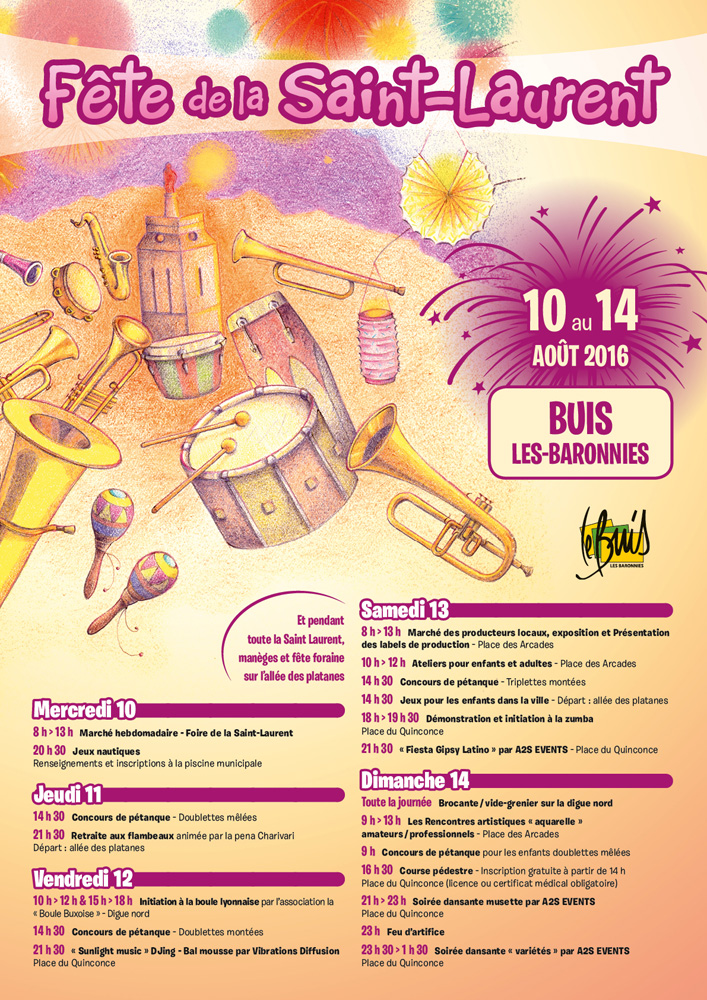 Fête de la Saint-Laurent
10 au 14
AOÛT 2016
BUIS
LES-BARONNIES
le Buis
LES BARONNIES
Et pendant
toute la Saint Laurent,
manèges et fête foraine
sur l'allée des platanes
Mercredi 10
8 h > 13 h Marché hebdomadaire - Foire de la Saint-Laurent
20 h 30 Jeux nautiques
Renseignements et inscriptions à la piscine municipale
Jeudi 11
14 h 30 Concours de pétanque - Doublettes mêlées
21 h 30 Retraite aux flambeaux animée par la pena Charivari
Départ : allée des platanes
Vendredi 12
10 h > 12 h & 15 h > 18 h Initiation à la boule lyonnaise par l'association la
« Boule Buxoise » - Digue nord
14 h 30 Concours de pétanque - Doublettes montées
21 h 30 « Sunlight music » DJing - Bal mousse par Vibrations Diffusion
Place du Quinconce
Samedi 13
8 h > 13 h Marché des producteurs locaux, exposition et Présentation
des labels de production - Place des Arcades
10 h > 12 h Ateliers pour enfants et adultes - Place des Arcades
14 h 30 Concours de pétanque - Triplettes montées
14 h 30 Jeux pour les enfants dans la ville - Départ : allée des platanes
18 h > 19 h 30 Démonstration et initiation à la zumba
Place du Quinconce
21 h 30 « Fiesta Gipsy Latino » par A2S EVENTS - Place du Quinconce
Dimanche 14
Toute la journée Brocante / vide-grenier sur la digue nord
9 h > 13 h Les Rencontres artistiques « aquarelle »
amateurs / professionnels - Place des Arcades
9 h Concours de pétanque pour les enfants doublettes mêlées
16 h 30 Course pédestre - Inscription gratuite à partir de 14 h
Place du Quinconce (licence ou certificat médical obligatoire)
21 h > 23 h Soirée dansante musette par A2S EVENTS
Place du Quinconce
23 h Feu d'artifice
23 h 30 > 1 h 30 Soirée dansante « variétés » par A2S EVENTS
Place du Quinconce